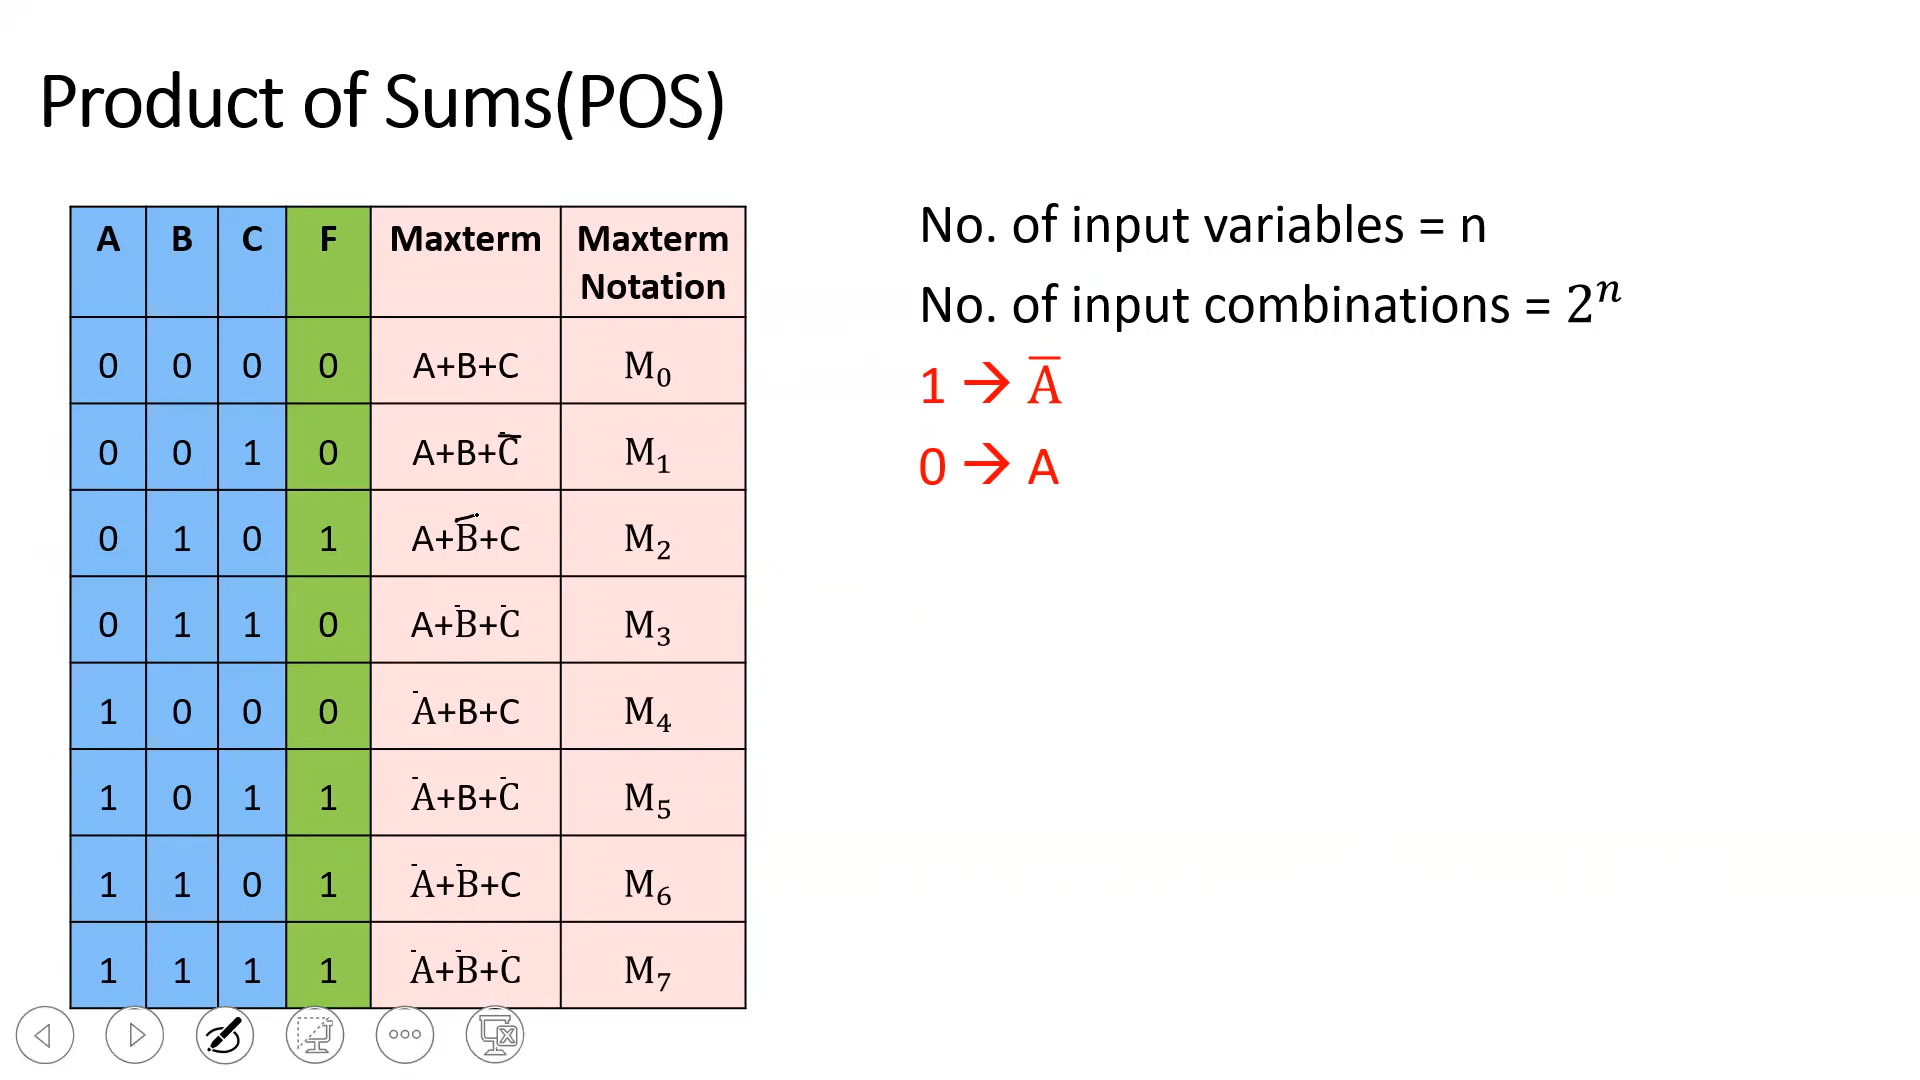 Product of Sums(POS)
A B C F Maxterm Maxterm Notation
0 0 0 0 A+B+C M₀
0 0 1 0 A+B+C̅ M₁
0 1 0 1 A+B̅+C M₂
0 1 1 0 A+B̅+C̅ M₃
1 0 0 0 A̅+B+C M₄
1 0 1 1 A̅+B+C̅ M₅
1 1 0 1 A̅+B̅+C M₆
1 1 1 1 A̅+B̅+C̅ M₇
No. of input variables = n
No. of input combinations = 2ⁿ
1 → A̅
0 → A